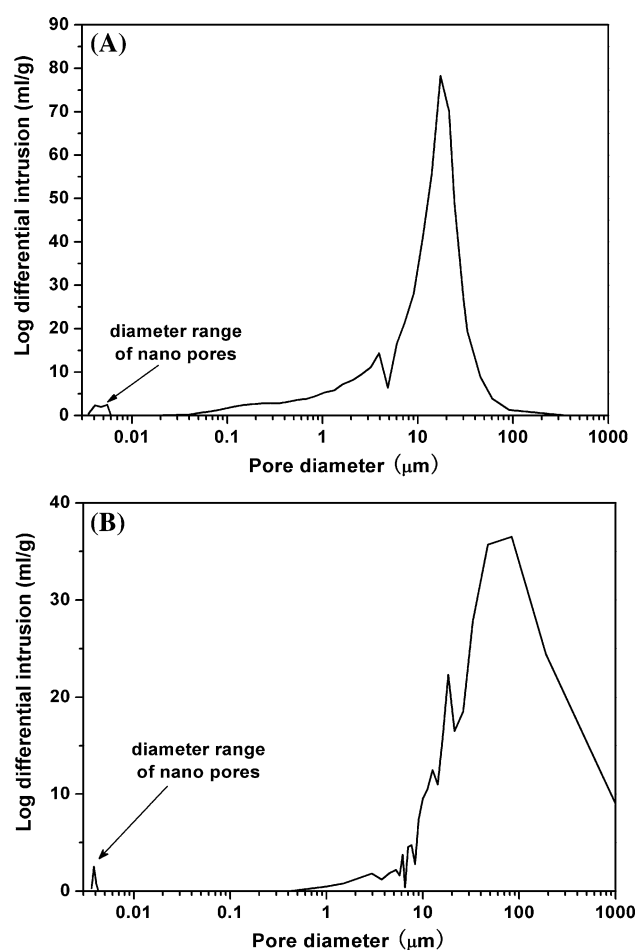 (A)
90
80
70
60
50
40
30
20
10
0
Log differential intrusion (ml/g)
diameter range
of nano pores
0.01 0.1 1 10 100 1000
Pore diameter (μm)
(B)
40
30
20
10
0
Log differential intrusion (ml/g)
diameter range
of nano pores
0.01 0.1 1 10 100 1000
Pore diameter (μm)